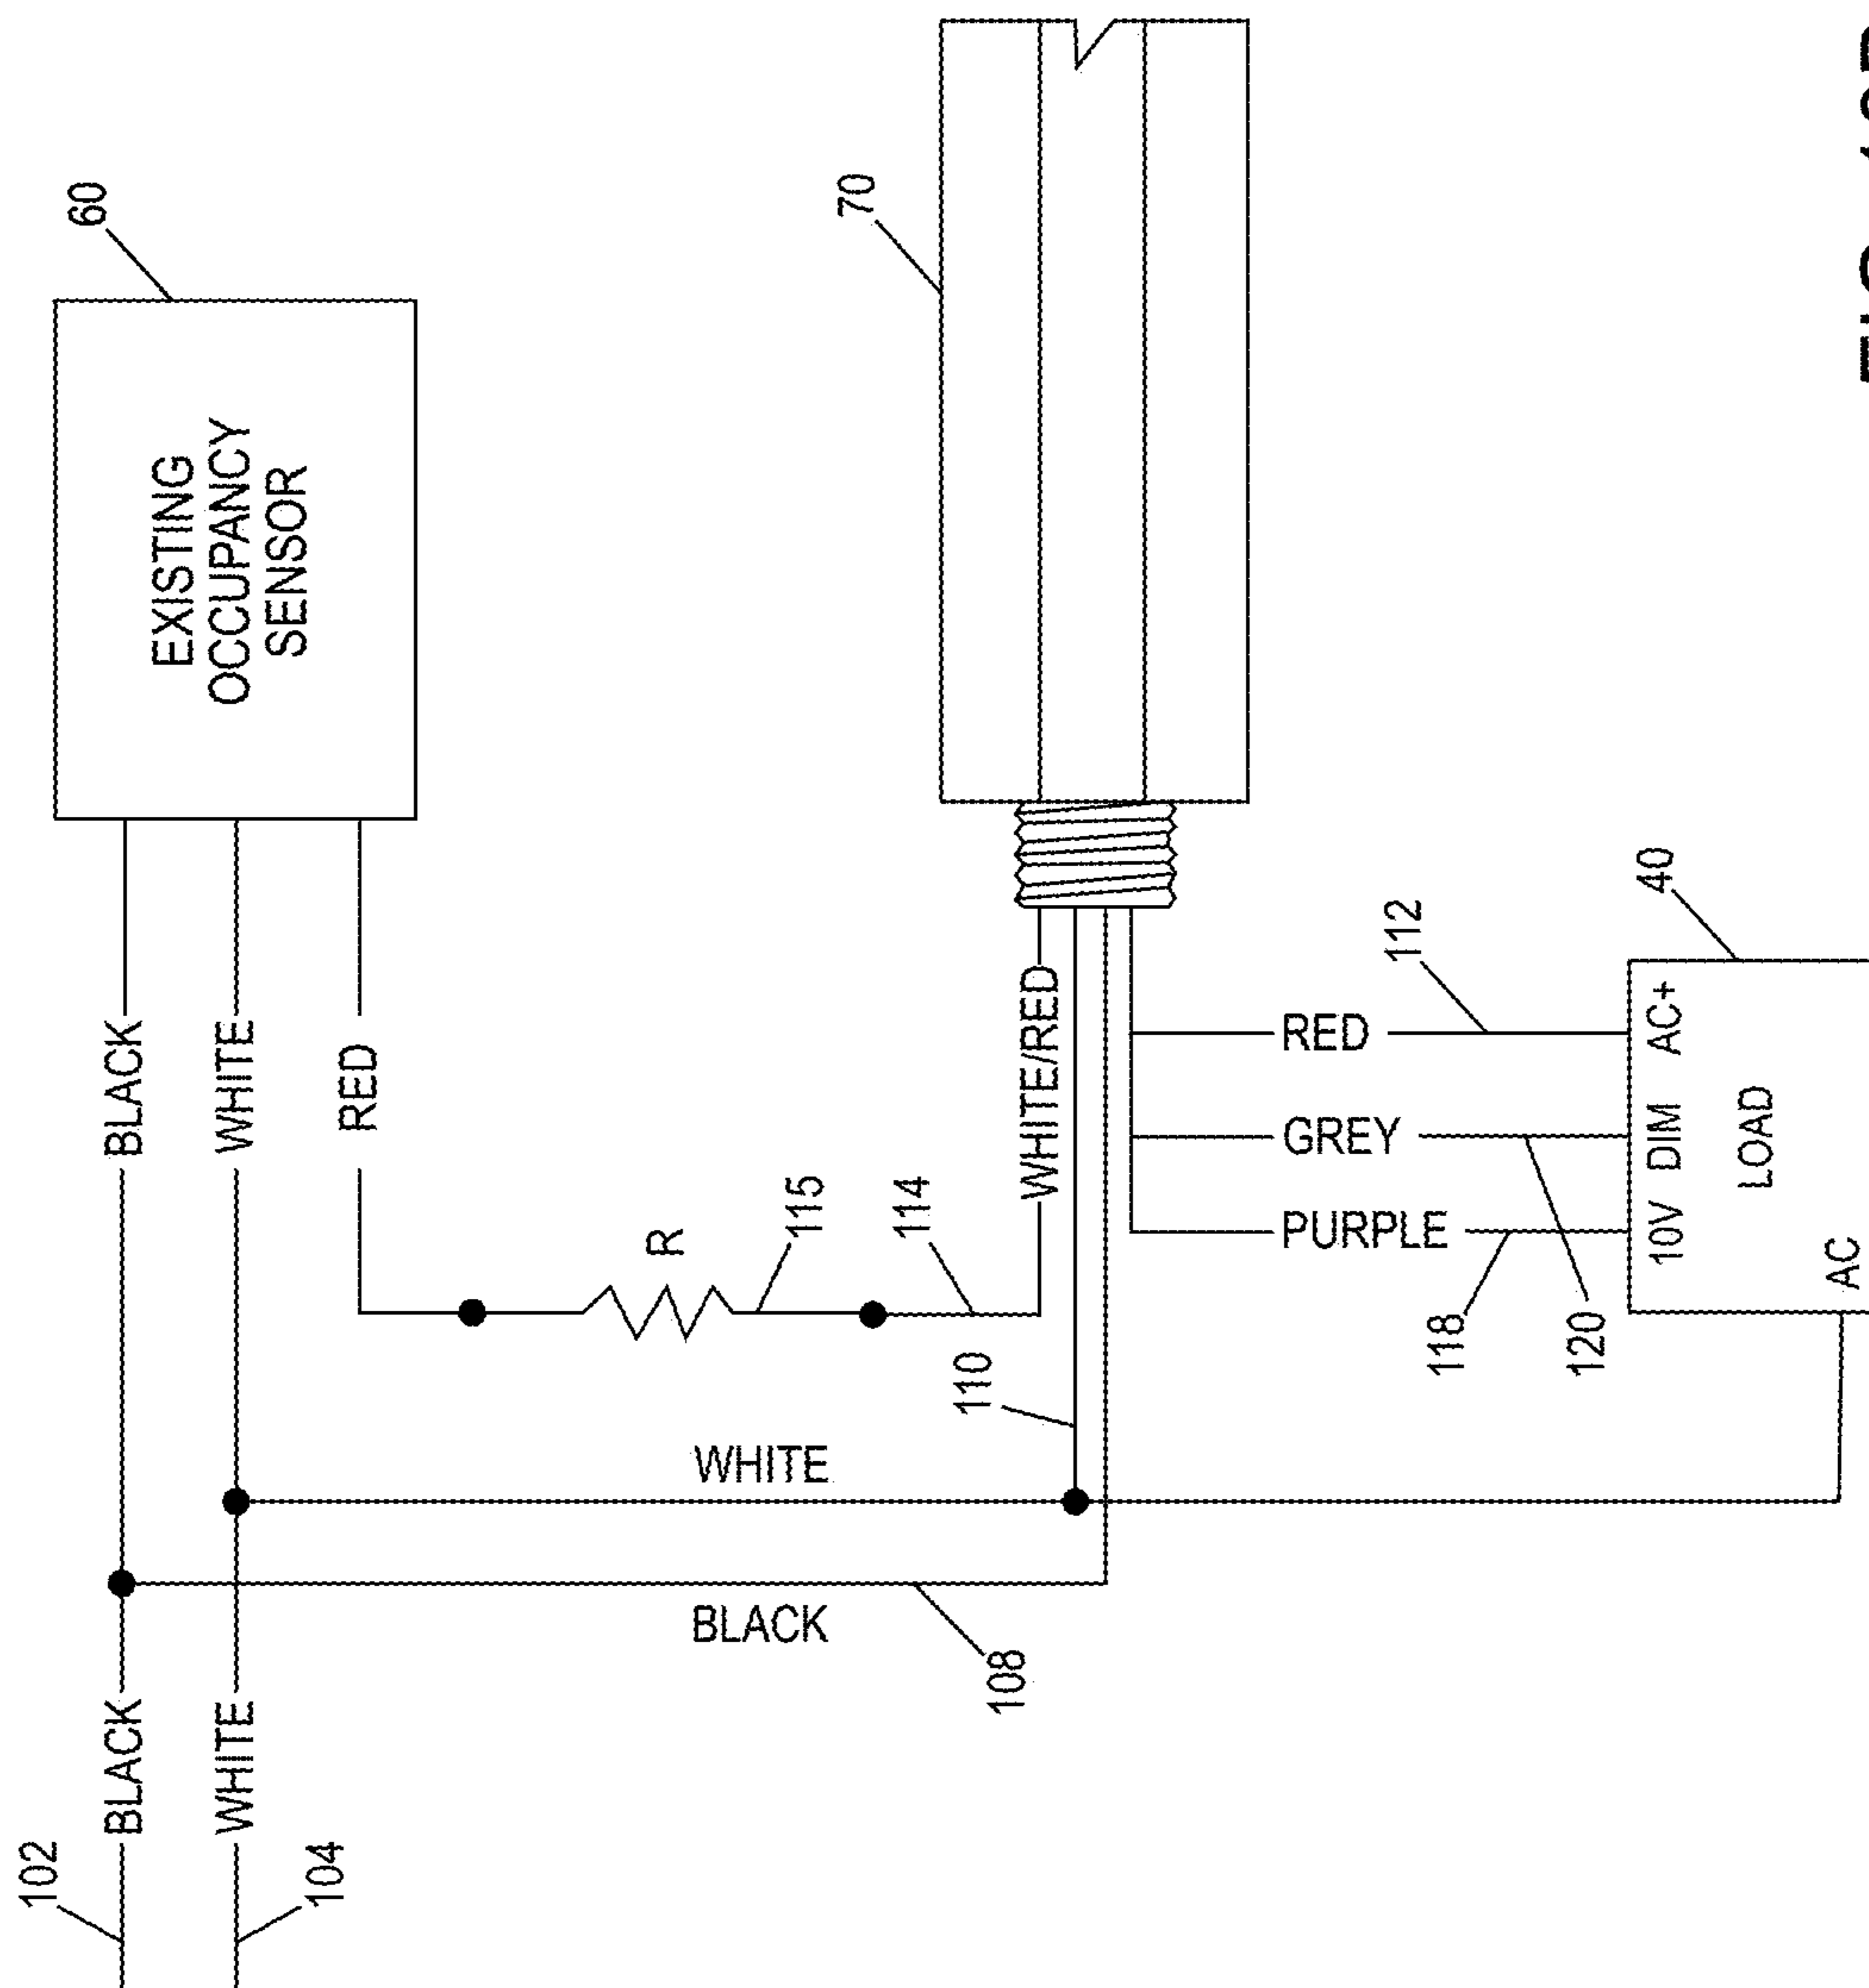 102
104
BLACK
WHITE
BLACK
WHITE
RED
60
EXISTING
OCCUPANCY
SENSOR
WHITE
BLACK
108
110
R
115
114
WHITE/RED
70
PURPLE
GREY
RED
112
118
120
40
10V DIM AC+
LOAD
AC